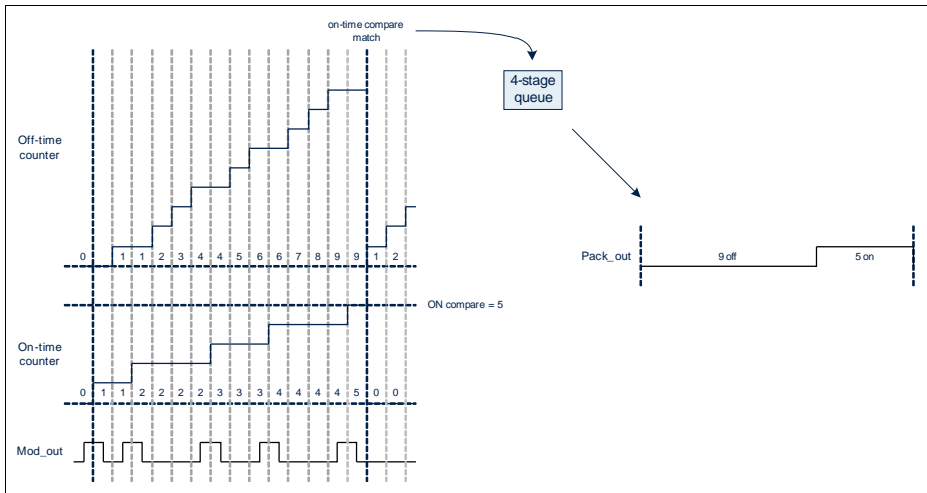 on-time compare
match
4-stage
queue
Off-time
counter
0 1 1 2 3 4 4 5 6 6 7 8 9 9 1 2
Pack_out
9 off
5 on
ON compare = 5
On-time
counter
0 1 1 2 2 2 2 3 3 3 4 4 4 4 5 0 0
Mod_out